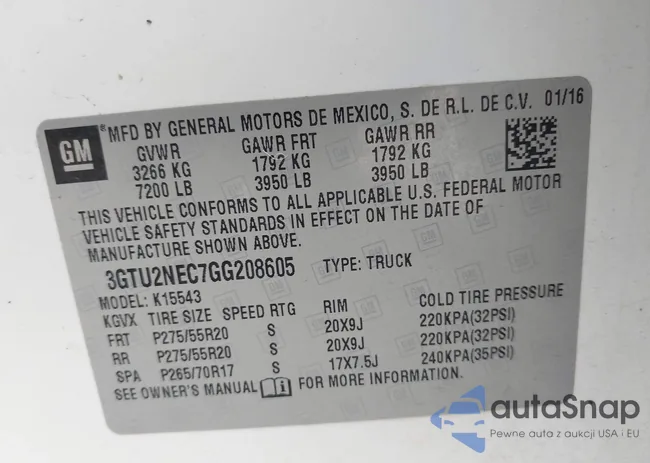 GM
®MFD BY GENERAL MOTORS DE MEXICO, S. DE R.L. DE C.V. 01/16
GVWR GAWR FRT GAWR RR
3266 KG 1792 KG 1792 KG
7200 LB 3950 LB 3950 LB
THIS VEHICLE CONFORMS TO ALL APPLICABLE U.S. FEDERAL MOTOR
VEHICLE SAFETY STANDARDS IN EFFECT ON THE DATE OF
MANUFACTURE SHOWN ABOVE.
3GTU2NEC7GG208605 TYPE: TRUCK
MODEL: K15543
KGVX TIRE SIZE SPEED RTG RIM COLD TIRE PRESSURE
FRT P275/55R20 S 20X9J 220KPA(32PSI)
RR P275/55R20 S 20X9J 220KPA(32PSI)
SPA P265/70R17 S 17X7.5J 240KPA(35PSI)
SEE OWNER'S MANUAL FOR MORE INFORMATION.
autaSnap
Pewne auta z aukcji USA i EU